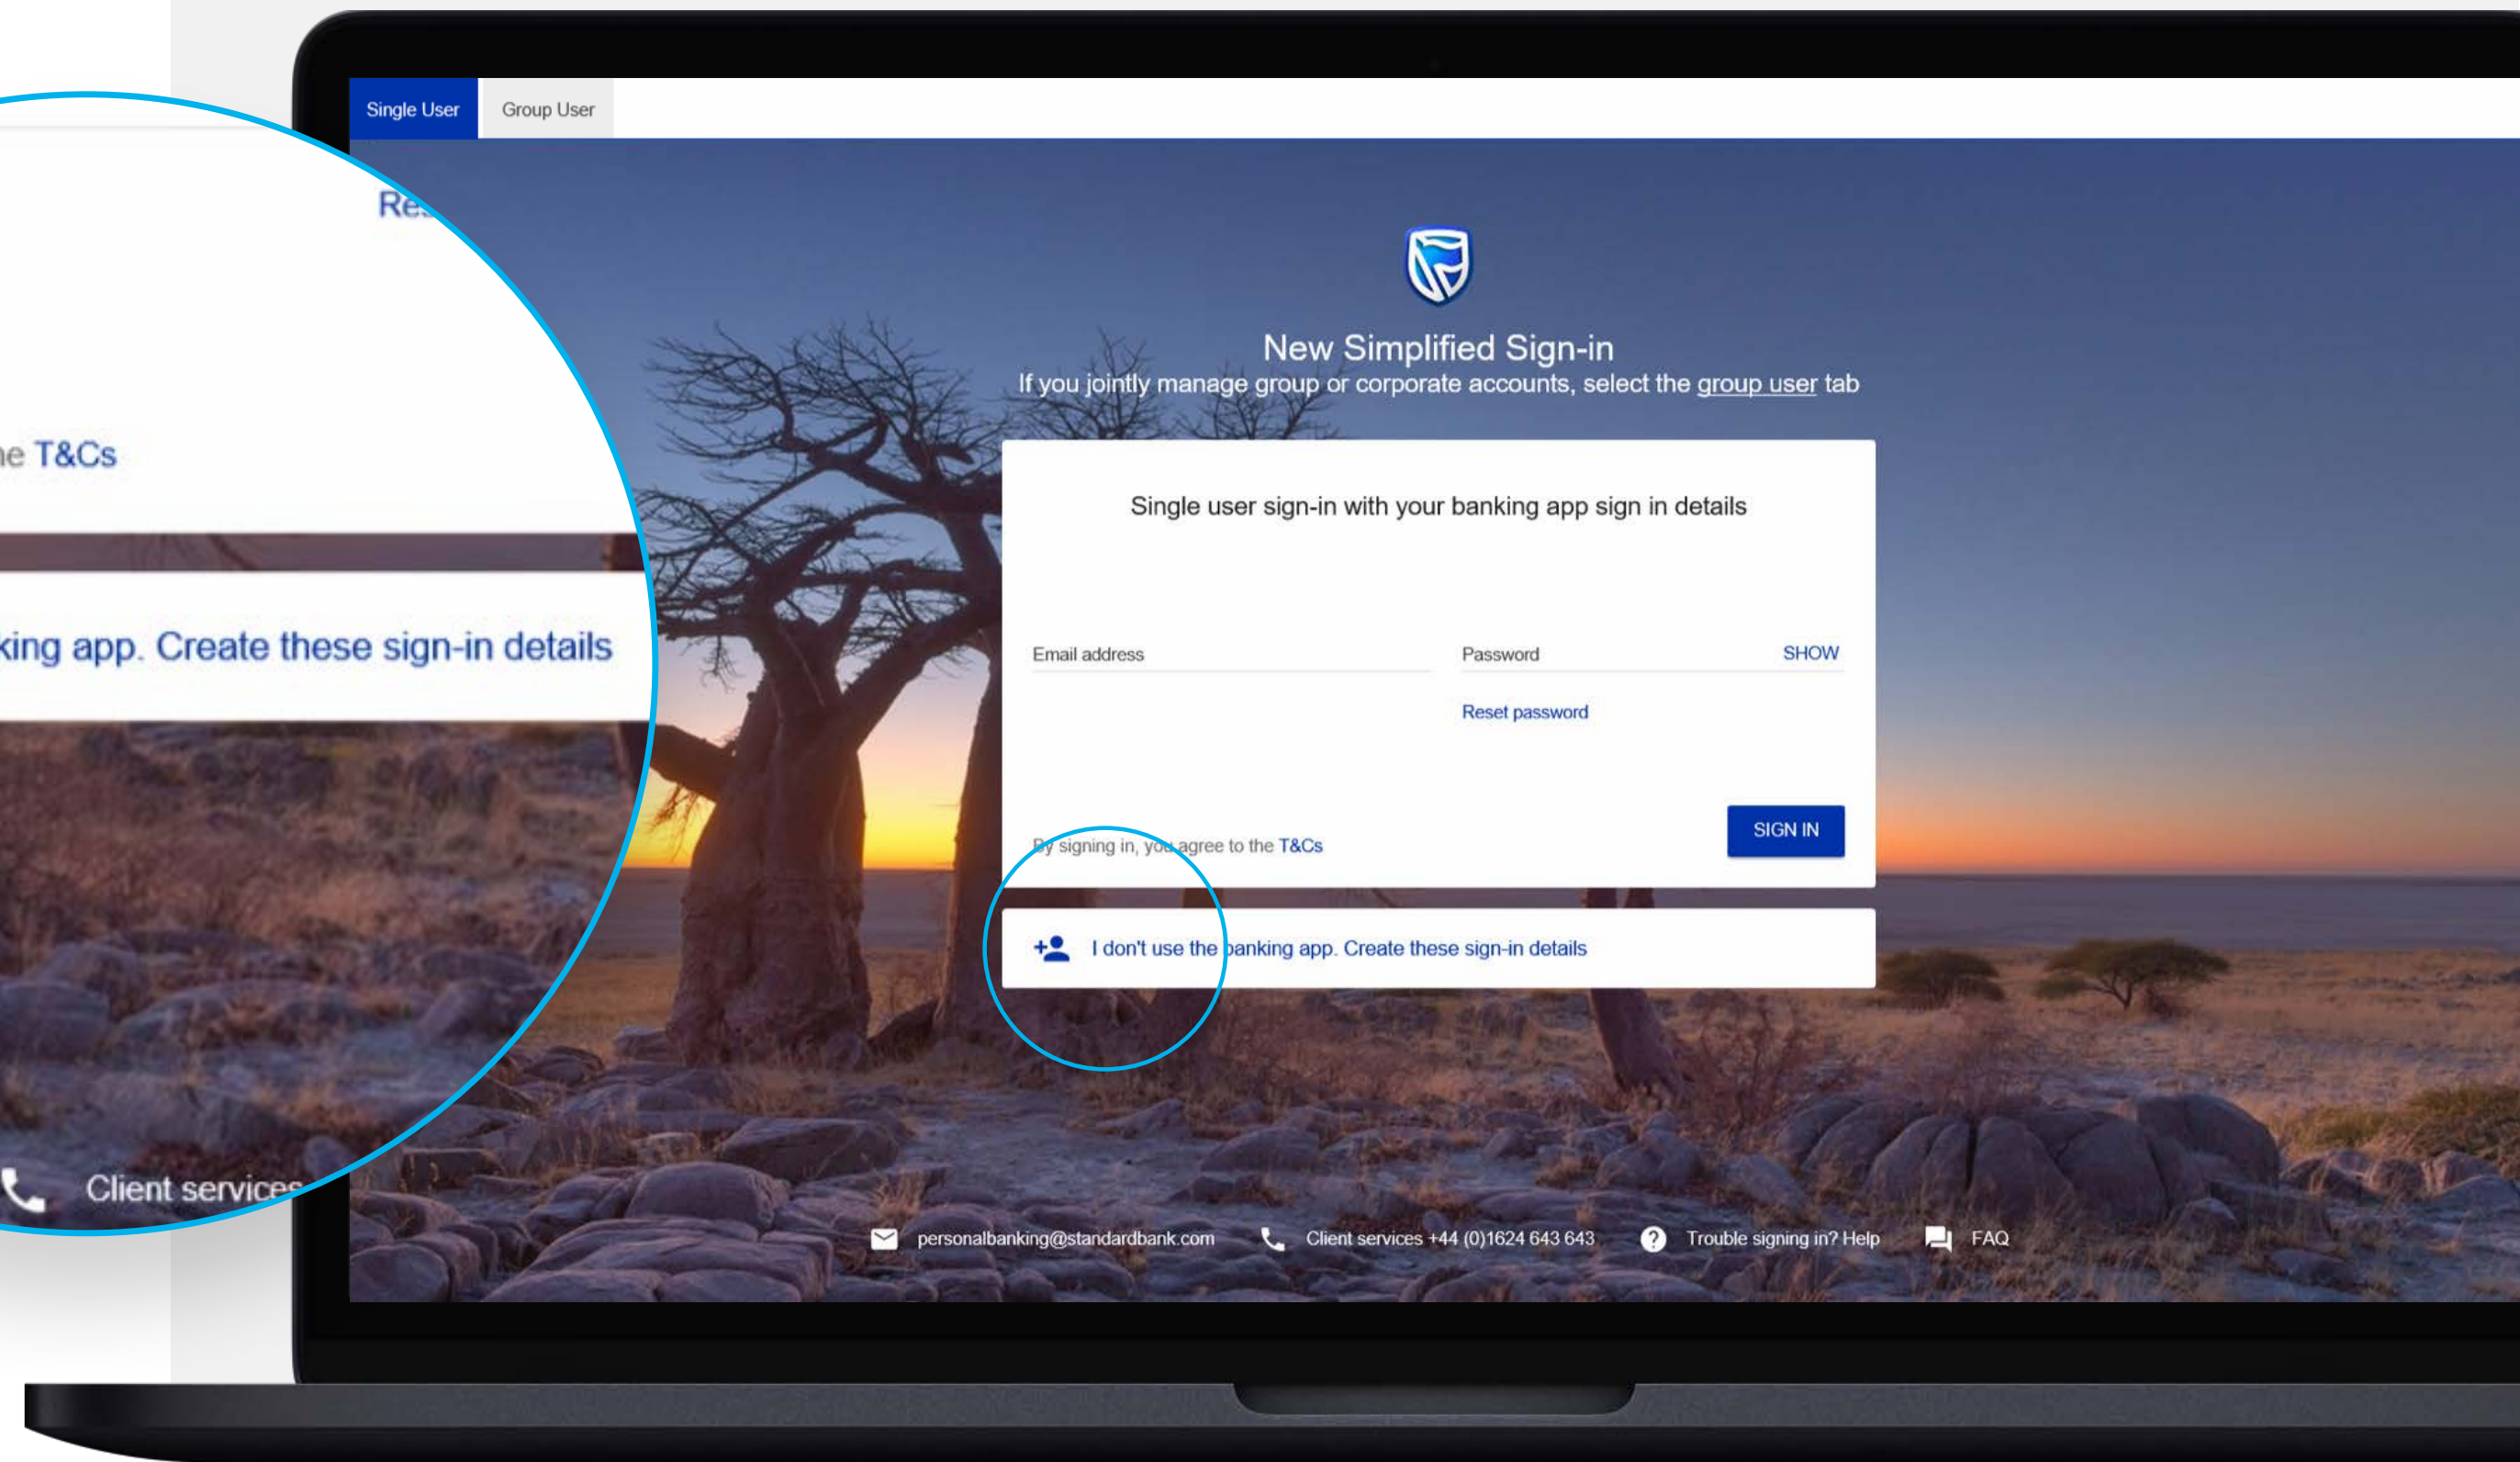 Single User Group User
Re
New Simplified Sign-in
If you jointly manage group or corporate accounts, select the group user tab
Single user sign-in with your banking app sign in details
Email address
Password SHOW
Reset password
By signing in, you agree to the T&Cs
SIGN IN
I don't use the banking app. Create these sign-in details
personalbanking@standardbank.com Client services +44 (0)1624 643 643 Trouble signing in? Help FAQ
he T&Cs
king app. Create these sign-in details
Client services